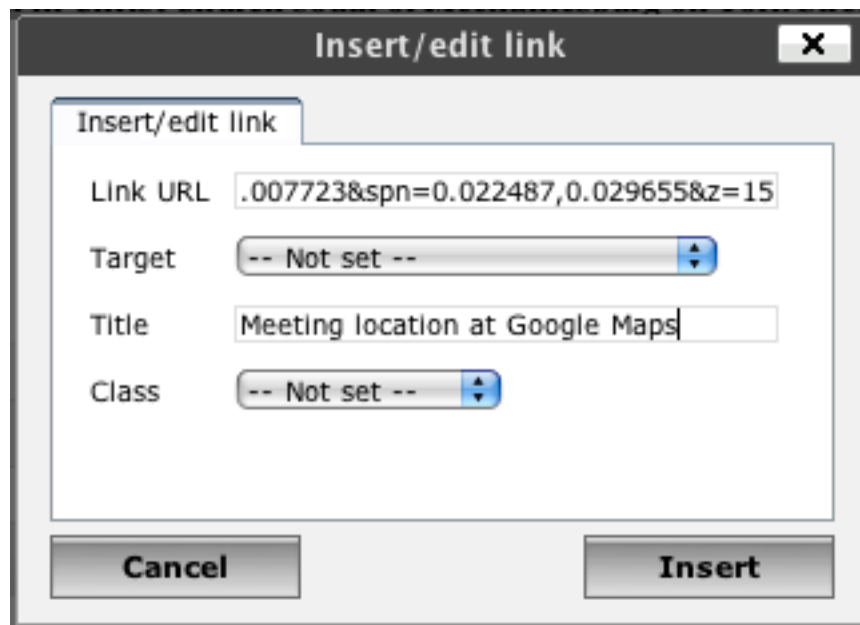 Insert/edit link
Insert/edit link
Link URL .007723&spn=0.022487,0.029655&z=15
Target -- Not set --
Title Meeting location at Google Maps
Class -- Not set --
Cancel Insert